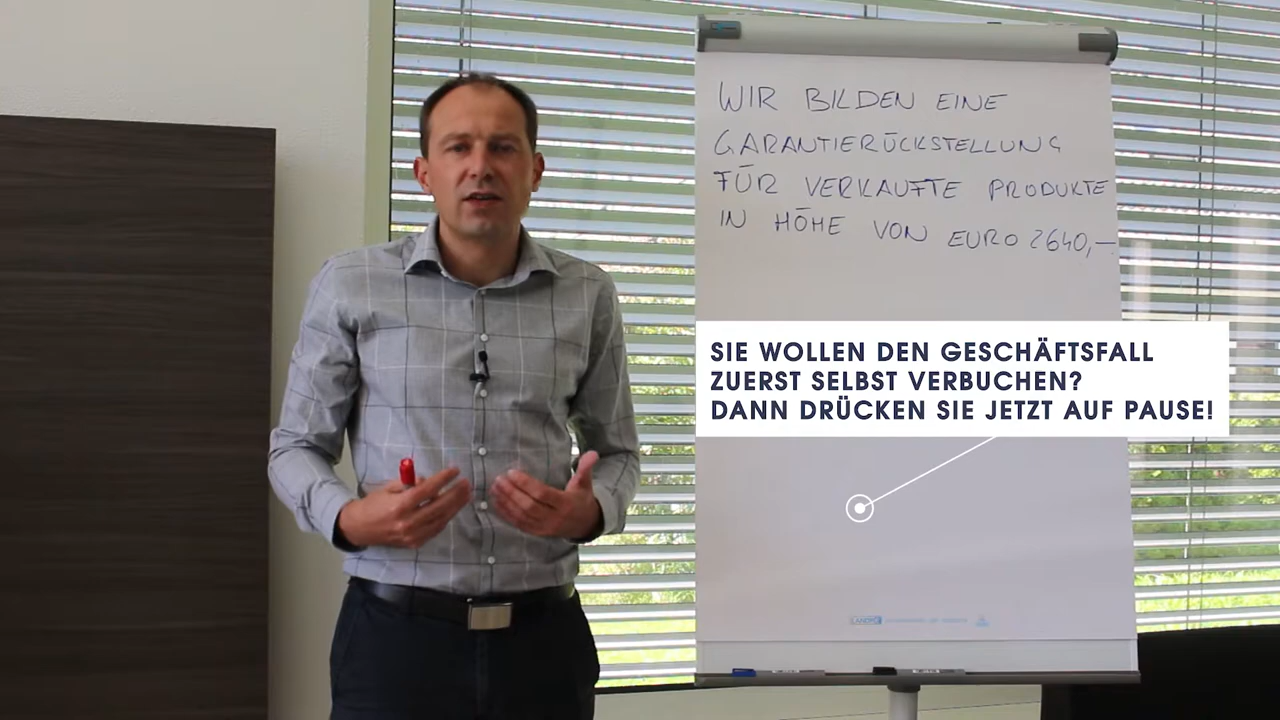 WIR BILDEN EINE
GARANTIERÜCKSTELLUNG
FÜR VERKAUFTE PRODUKTE
IN HÖHE VON EURO 2640,—
SIE WOLLEN DEN GESCHÄFTSFALL
ZUERST SELBST VERBUCHEN?
DANN DRÜCKEN SIE JETZT AUF PAUSE!